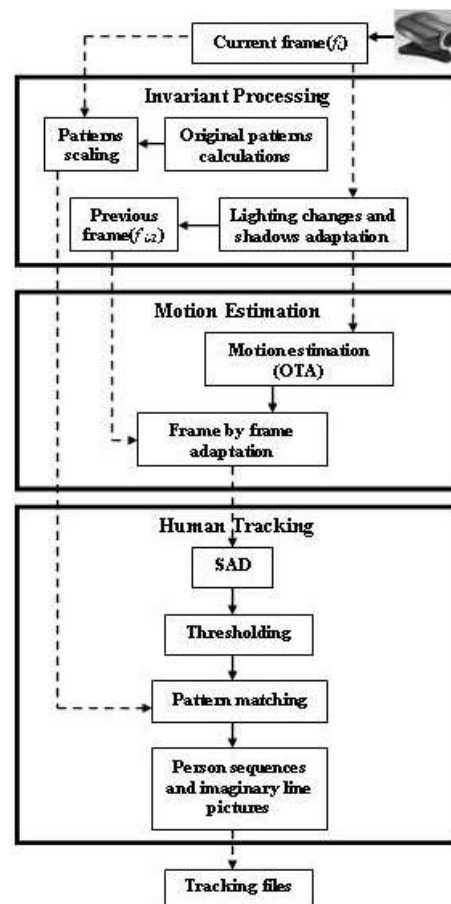 Current frame(fᵢ)
Invariant Processing
Patterns
scaling
Original patterns
calculations
Previous
frame(f ᵢ₋₁)
Lighting changes and
shadows adaptation
Motion Estimation
Motion estimation
(OTA)
Frame by frame
adaptation
Human Tracking
SAD
Thresholding
Pattern matching
Person sequences
and imaginary line
pictures
Tracking files